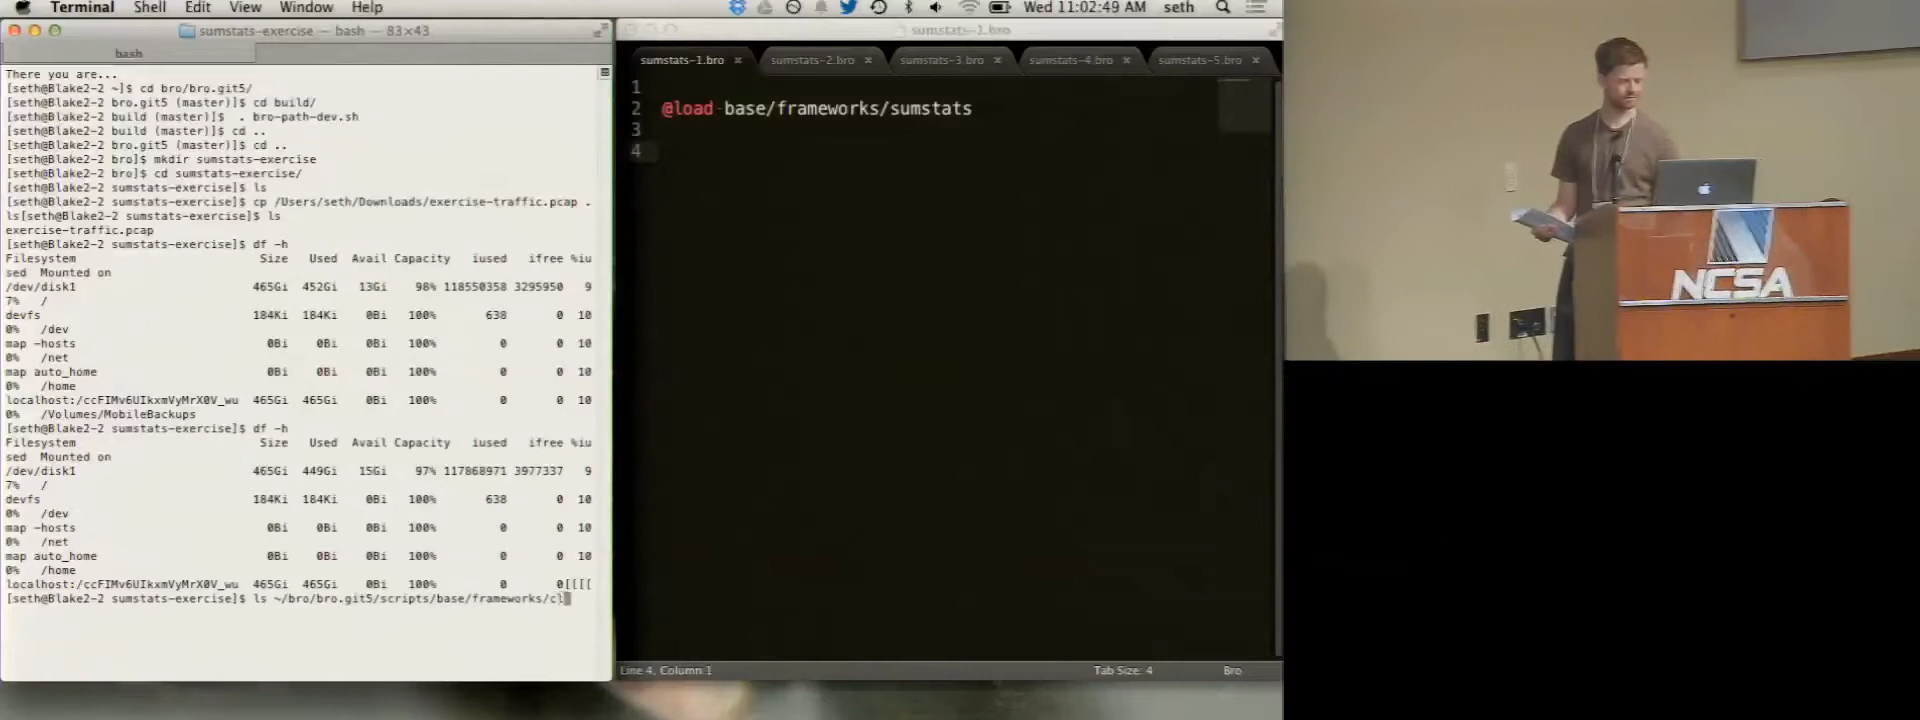 Terminal Shell Edit View Window Help
Wed 11:02:49 AM seth
sumstats-exercise — bash — 83×43
bash
There you are...
[seth@Blake2-2 ~]$ cd bro/bro.git5/
[seth@Blake2-2 bro.git5 (master)]$ cd build/
[seth@Blake2-2 build (master)]$ . bro-path-dev.sh
[seth@Blake2-2 build (master)]$ cd ..
[seth@Blake2-2 bro.git5 (master)]$ cd ..
[seth@Blake2-2 bro]$ mkdir sumstats-exercise
[seth@Blake2-2 bro]$ cd sumstats-exercise/
[seth@Blake2-2 sumstats-exercise]$ ls
[seth@Blake2-2 sumstats-exercise]$ cp /Users/seth/Downloads/exercise-traffic.pcap .
ls[seth@Blake2-2 sumstats-exercise]$ ls
exercise-traffic.pcap
[seth@Blake2-2 sumstats-exercise]$ df -h
Filesystem Size Used Avail Capacity iused ifree %iu
sed Mounted on
/dev/disk1 465Gi 452Gi 13Gi 98% 118550358 3295950 9
7% /
devfs 184Ki 184Ki 0Bi 100% 638 0 10
0% /dev
map -hosts 0Bi 0Bi 0Bi 100% 0 0 10
0% /net
map auto_home 0Bi 0Bi 0Bi 100% 0 0 10
0% /home
localhost:/ccFIMv6UIkxmVyMrX0V_wu 465Gi 465Gi 0Bi 100% 0 0 10
0% /Volumes/MobileBackups
[seth@Blake2-2 sumstats-exercise]$ df -h
Filesystem Size Used Avail Capacity iused ifree %iu
sed Mounted on
/dev/disk1 465Gi 449Gi 15Gi 97% 117868971 3977337 9
7% /
devfs 184Ki 184Ki 0Bi 100% 638 0 10
0% /dev
map -hosts 0Bi 0Bi 0Bi 100% 0 0 10
0% /net
map auto_home 0Bi 0Bi 0Bi 100% 0 0 10
0% /home
localhost:/ccFIMv6UIkxmVyMrX0V_wu 465Gi 465Gi 0Bi 100% 0 0[[[[
[seth@Blake2-2 sumstats-exercise]$ ls ~/bro/bro.git5/scripts/base/frameworks/cl
sumstats-1.bro
sumstats-1.bro sumstats-2.bro sumstats-3.bro sumstats-4.bro sumstats-5.bro
1
2 @load base/frameworks/sumstats
3
4
Line 4, Column 1 Tab Size: 4 Bro
NCSA